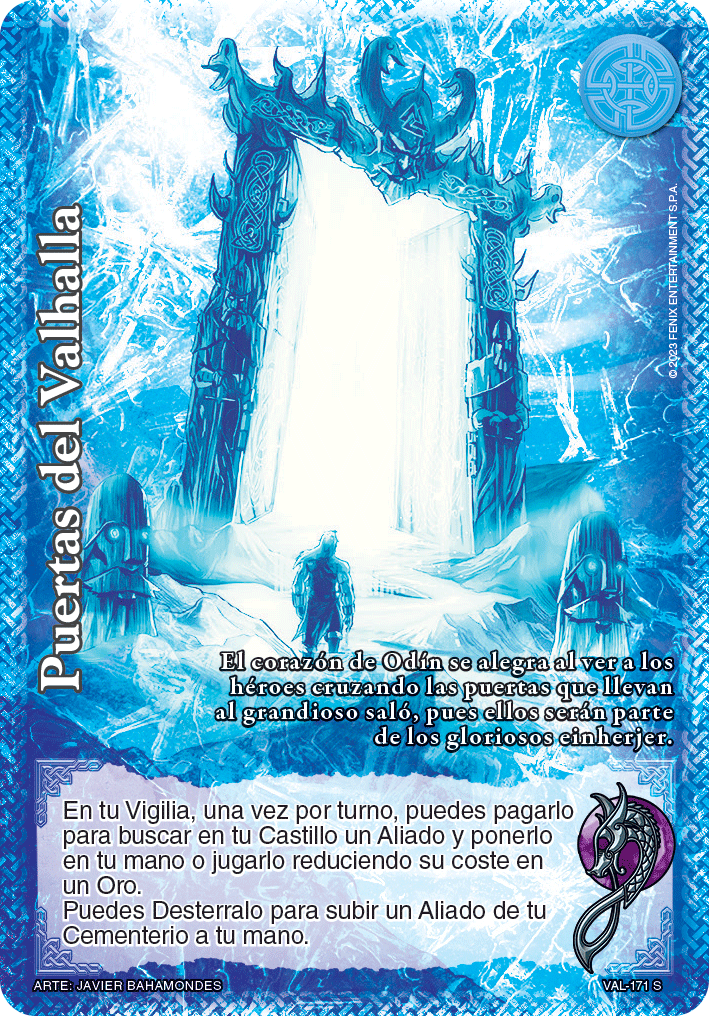 Puertas del Valhalla
© 2023 FENIX ENTERTAINMENT S.P.A.
El corazón de Odín se alegra al ver a los
héroes cruzando las puertas que llevan
al grandioso saló, pues ellos serán parte
de los gloriosos einherjer.
En tu Vigilia, una vez por turno, puedes pagarlo
para buscar en tu Castillo un Aliado y ponerlo
en tu mano o jugarlo reduciendo su coste en
un Oro.
Puedes Desterralo para subir un Aliado de tu
Cementerio a tu mano.
ARTE: JAVIER BAHAMONDES
VAL-171 S